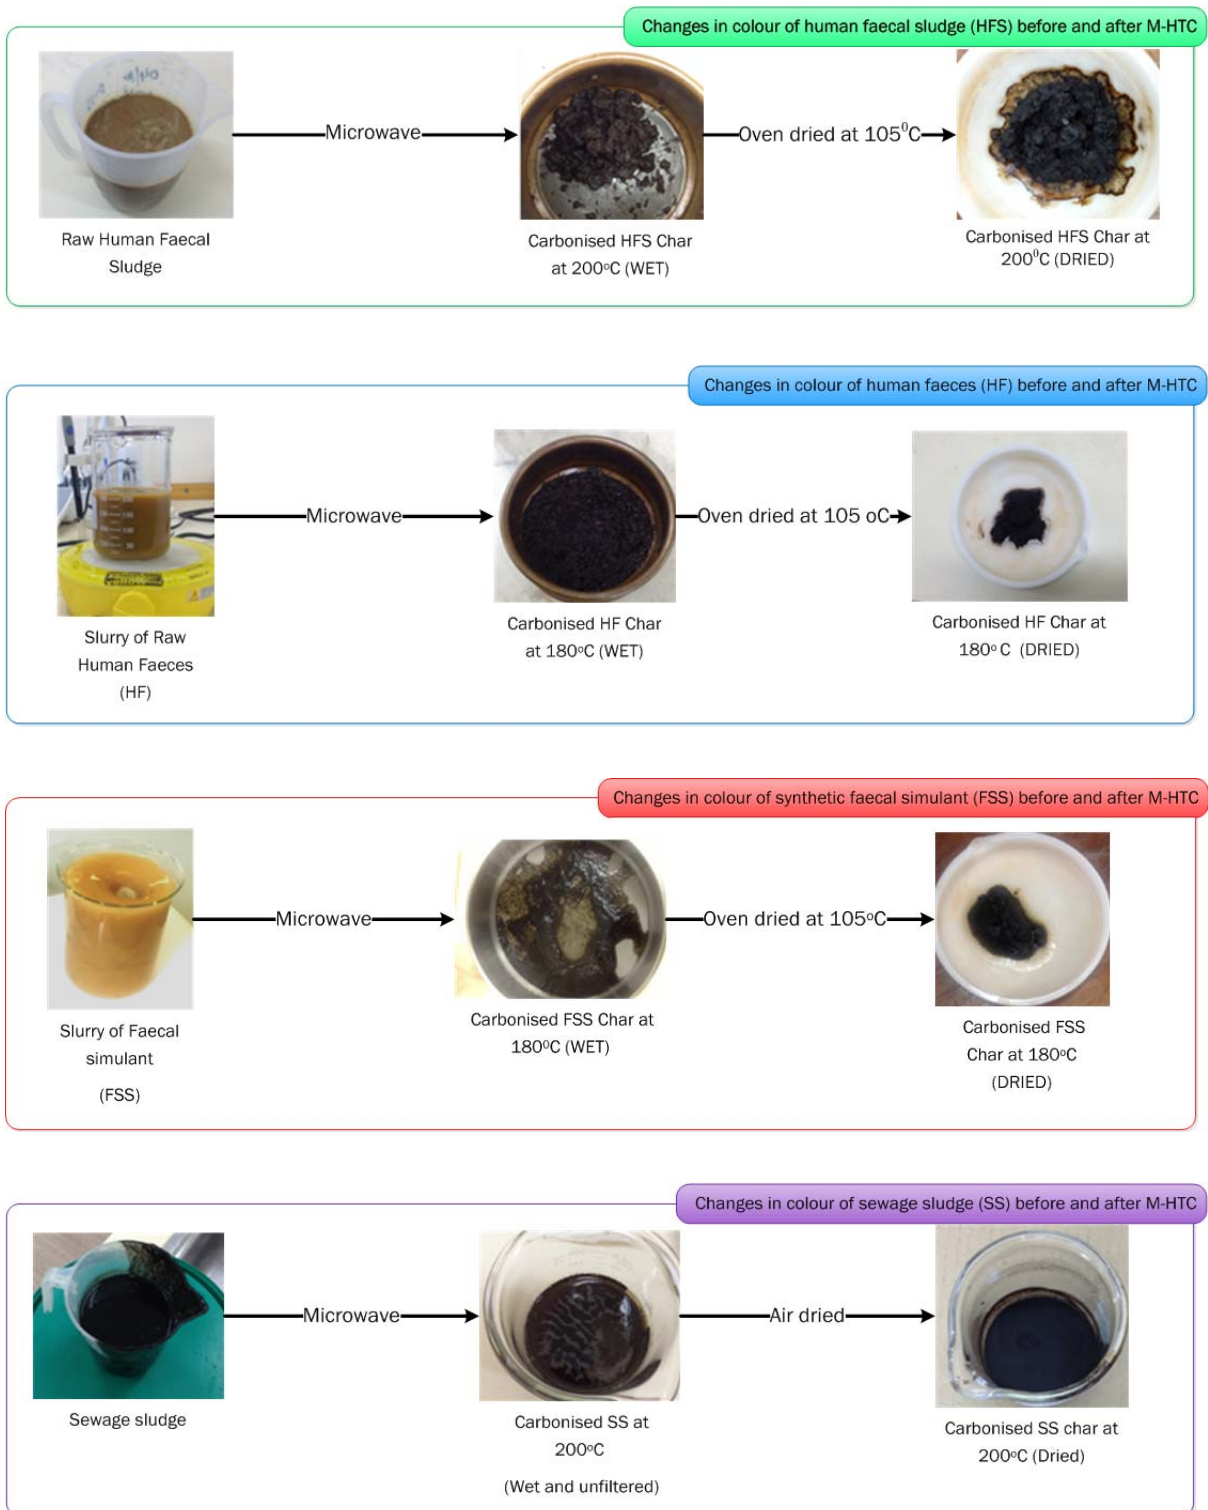 Changes in colour of human faecal sludge (HFS) before and after M-HTC
Microwave
Oven dried at 105⁰C
Raw Human Faecal
Sludge
Carbonised HFS Char
at 200ºC (WET)
Carbonised HFS Char at
200⁰C (DRIED)
Changes in colour of human faeces (HF) before and after M-HTC
Microwave
Oven dried at 105 oC
Slurry of Raw
Human Faeces
(HF)
Carbonised HF Char
at 180ºC (WET)
Carbonised HF Char at
180º C (DRIED)
Changes in colour of synthetic faecal simulant (FSS) before and after M-HTC
Microwave
Oven dried at 105ºC
Slurry of Faecal
simulant
(FSS)
Carbonised FSS Char at
180⁰C (WET)
Carbonised FSS
Char at 180ºC
(DRIED)
Changes in colour of sewage sludge (SS) before and after M-HTC
Microwave
Air dried
Sewage sludge
Carbonised SS at
200ºC
(Wet and unfiltered)
Carbonised SS char at
200ºC (Dried)